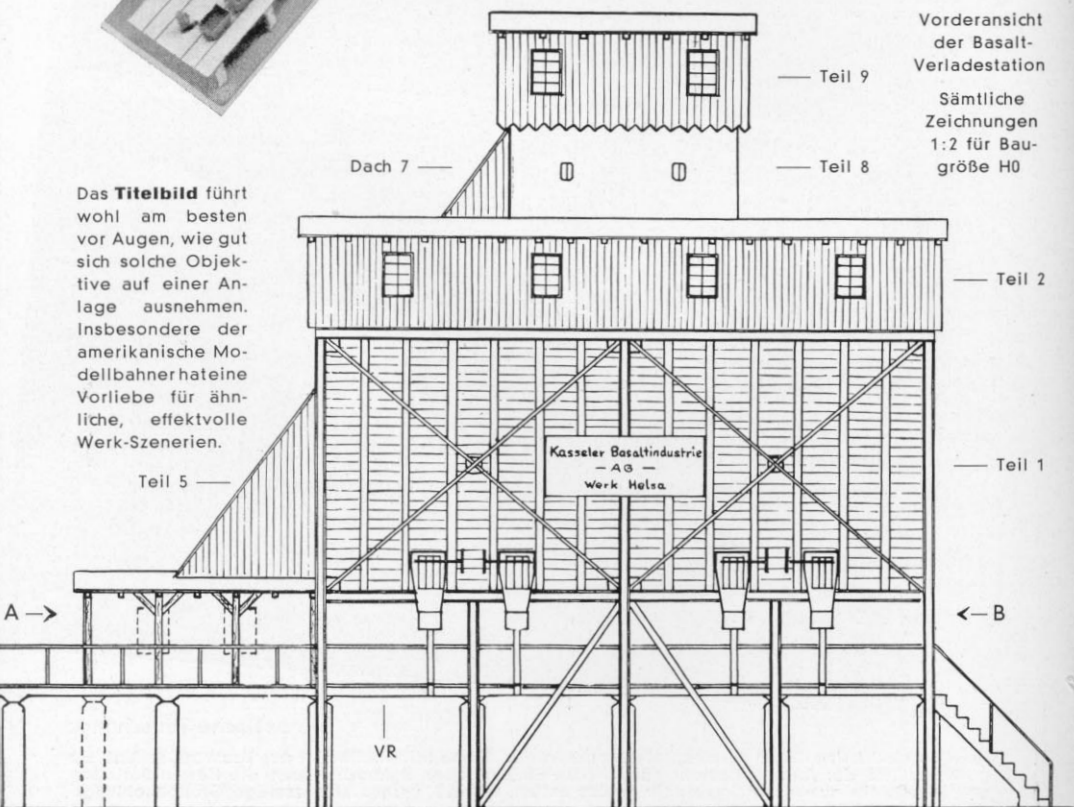 Vorderansicht
der Basalt-
Verladestation
Sämtliche
Zeichnungen
1:2 für Bau-
größe H0
Teil 9
Dach 7
Teil 8
Das Titelbild führt
wohl am besten
vor Augen, wie gut
sich solche Objek-
tive auf einer An-
lage ausnehmen.
Insbesondere der
amerikanische Mo-
dellbahner hat eine
Vorliebe für ähn-
liche, effektvolle
Werk-Szenerien.
Teil 2
Kasseler Basaltindustrie
— AG —
Werk Helsa
Teil 1
Teil 5
A
B
VR